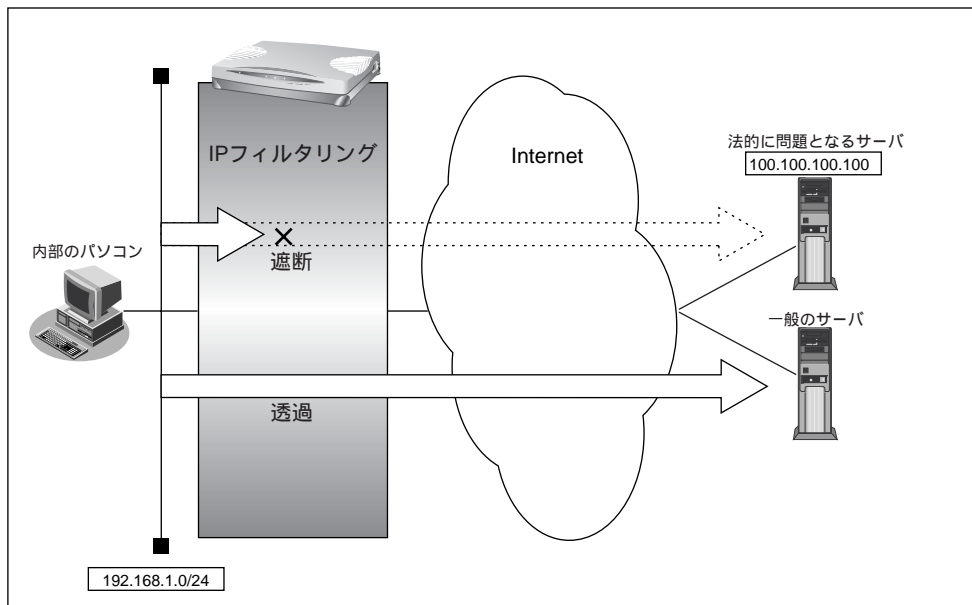 IPフィルタリング
Internet
法的に問題となるサーバ
100.100.100.100
内部のパソコン
遮断
一般のサーバ
透過
192.168.1.0/24